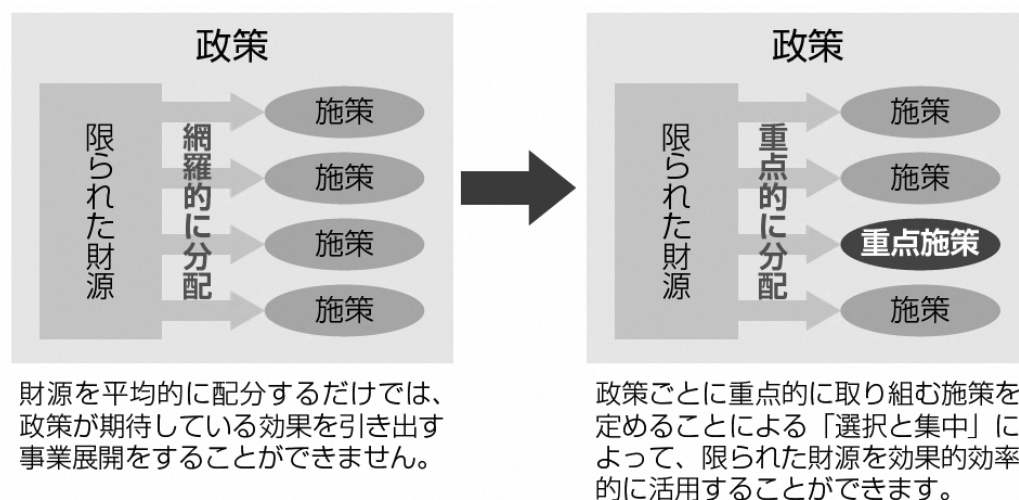 政策
限られた財源
網羅的に分配
施策
施策
施策
施策
財源を平均的に配分するだけでは、
政策が期待している効果を引き出す
事業展開をすることができません。
政策
限られた財源
重点的に分配
施策
施策
重点施策
施策
政策ごとに重点的に取り組む施策を
定めることによる「選択と集中」に
よって、限られた財源を効果的効率
的に活用することができます。